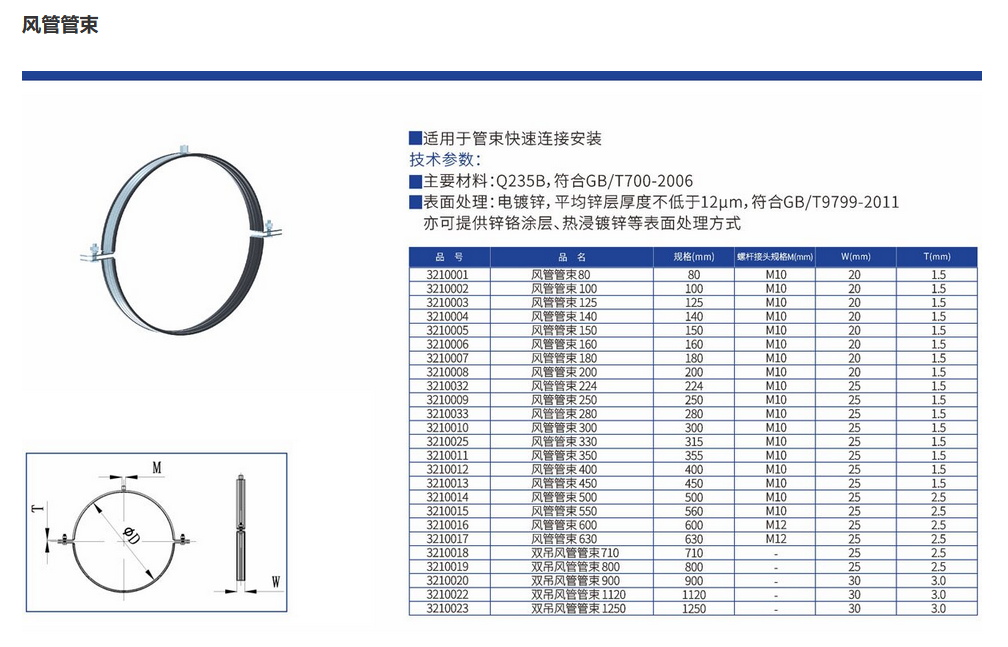 风管管束
■适用于管束快速连接安装
技术参数：
■主要材料：Q235B，符合GB/T700-2006
■表面处理：电镀锌，平均锌层厚度不低于12μm，符合GB/T9799-2011
亦可提供锌铬涂层、热浸镀锌等表面处理方式
品 号 品 名 规格(mm) 螺杆接头规格M(mm) W(mm) T(mm)
3210001 风管管束80 80 M10 20 1.5
3210002 风管管束100 100 M10 20 1.5
3210003 风管管束125 125 M10 20 1.5
3210004 风管管束140 140 M10 20 1.5
3210005 风管管束150 150 M10 20 1.5
3210006 风管管束160 160 M10 20 1.5
3210007 风管管束180 180 M10 20 1.5
3210008 风管管束200 200 M10 20 1.5
3210032 风管管束224 224 M10 25 1.5
3210009 风管管束250 250 M10 25 1.5
3210033 风管管束280 280 M10 25 1.5
3210010 风管管束300 300 M10 25 1.5
3210025 风管管束330 315 M10 25 1.5
3210011 风管管束350 355 M10 25 1.5
3210012 风管管束400 400 M10 25 1.5
3210013 风管管束450 450 M10 25 1.5
3210014 风管管束500 500 M10 25 2.5
3210015 风管管束550 560 M10 25 2.5
3210016 风管管束600 600 M12 25 2.5
3210017 风管管束630 630 M12 25 2.5
3210018 双吊风管管束710 710 - 25 2.5
3210019 双吊风管管束800 800 - 25 2.5
3210020 双吊风管管束900 900 - 30 3.0
3210022 双吊风管管束1120 1120 - 30 3.0
3210023 双吊风管管束1250 1250 - 30 3.0
M
T
ØD
W